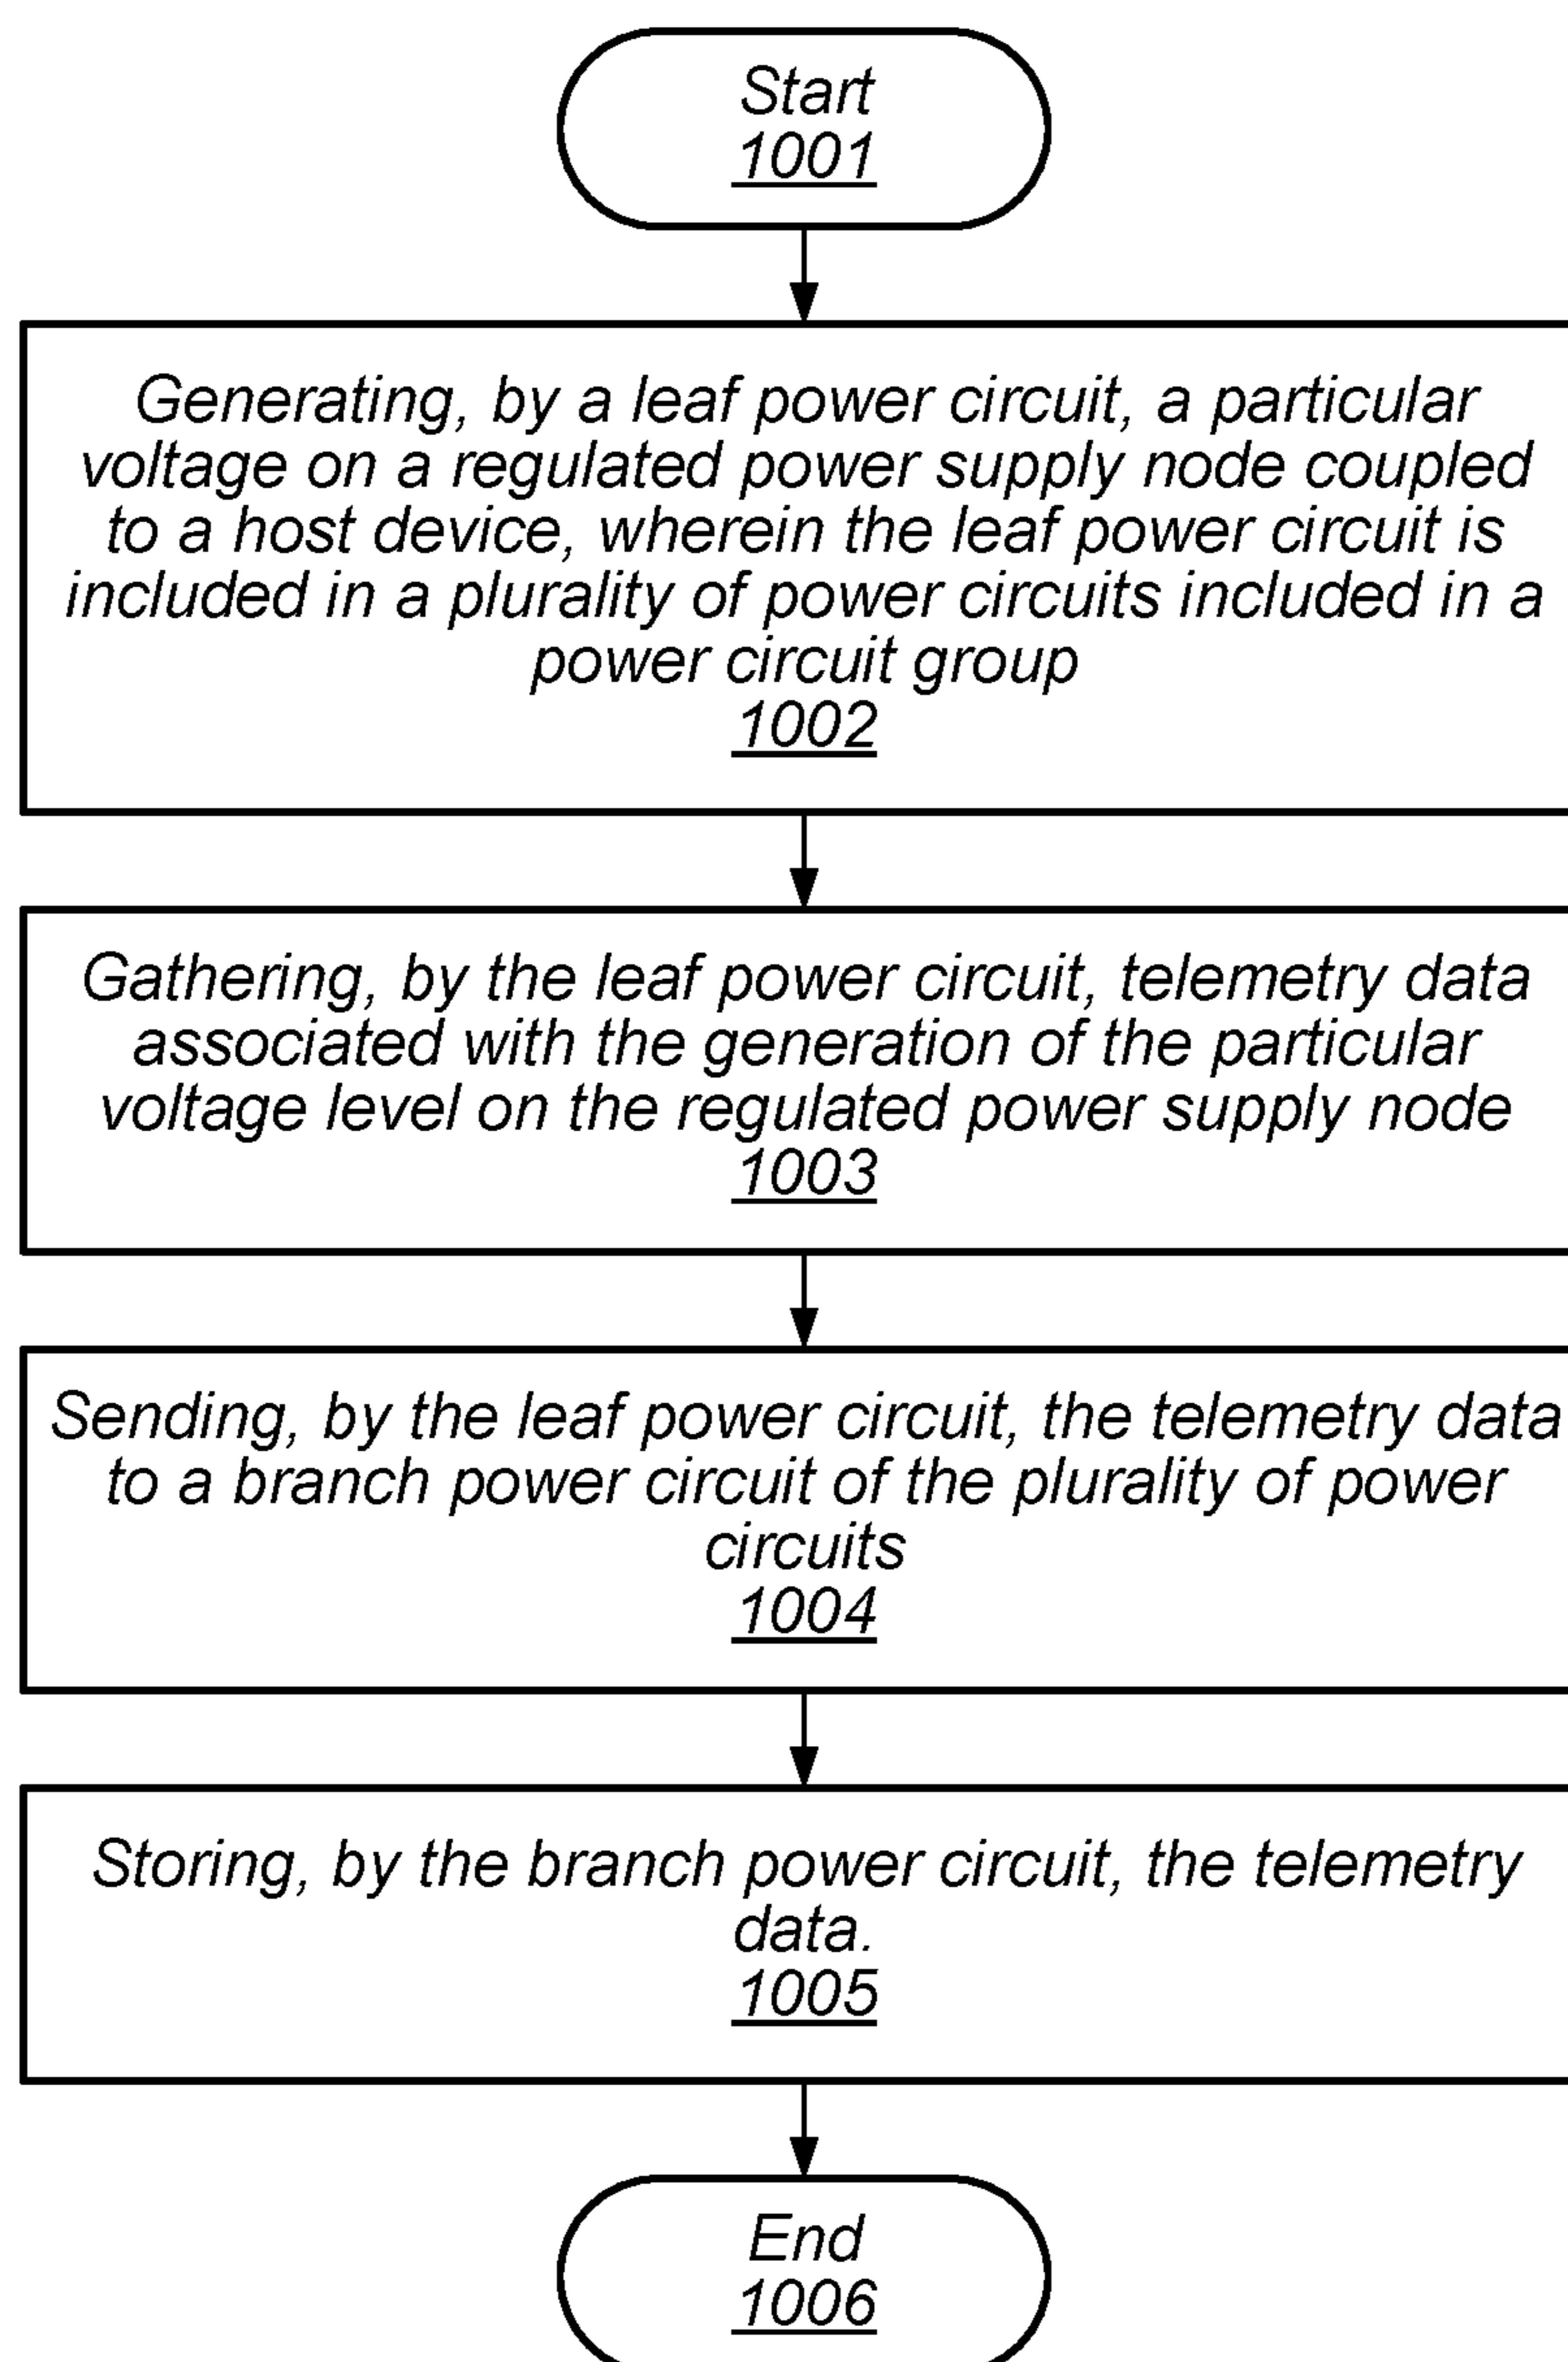 Start
1001
Generating, by a leaf power circuit, a particular
voltage on a regulated power supply node coupled
to a host device, wherein the leaf power circuit is
included in a plurality of power circuits included in a
power circuit group
1002
Gathering, by the leaf power circuit, telemetry data
associated with the generation of the particular
voltage level on the regulated power supply node
1003
Sending, by the leaf power circuit, the telemetry data
to a branch power circuit of the plurality of power
circuits
1004
Storing, by the branch power circuit, the telemetry
data.
1005
End
1006